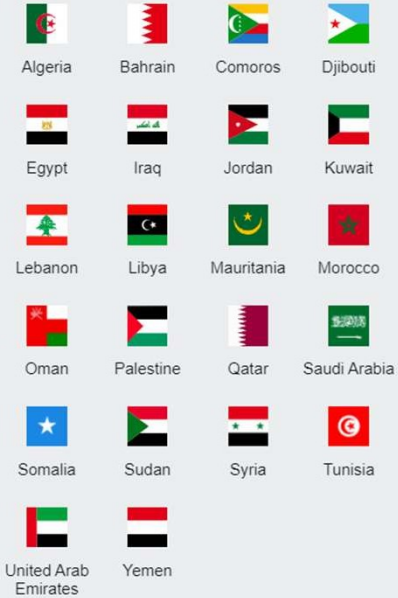 Algeria Bahrain Comoros Djibouti
Egypt Iraq Jordan Kuwait
Lebanon Libya Mauritania Morocco
Oman Palestine Qatar Saudi Arabia
Somalia Sudan Syria Tunisia
United Arab Yemen
Emirates